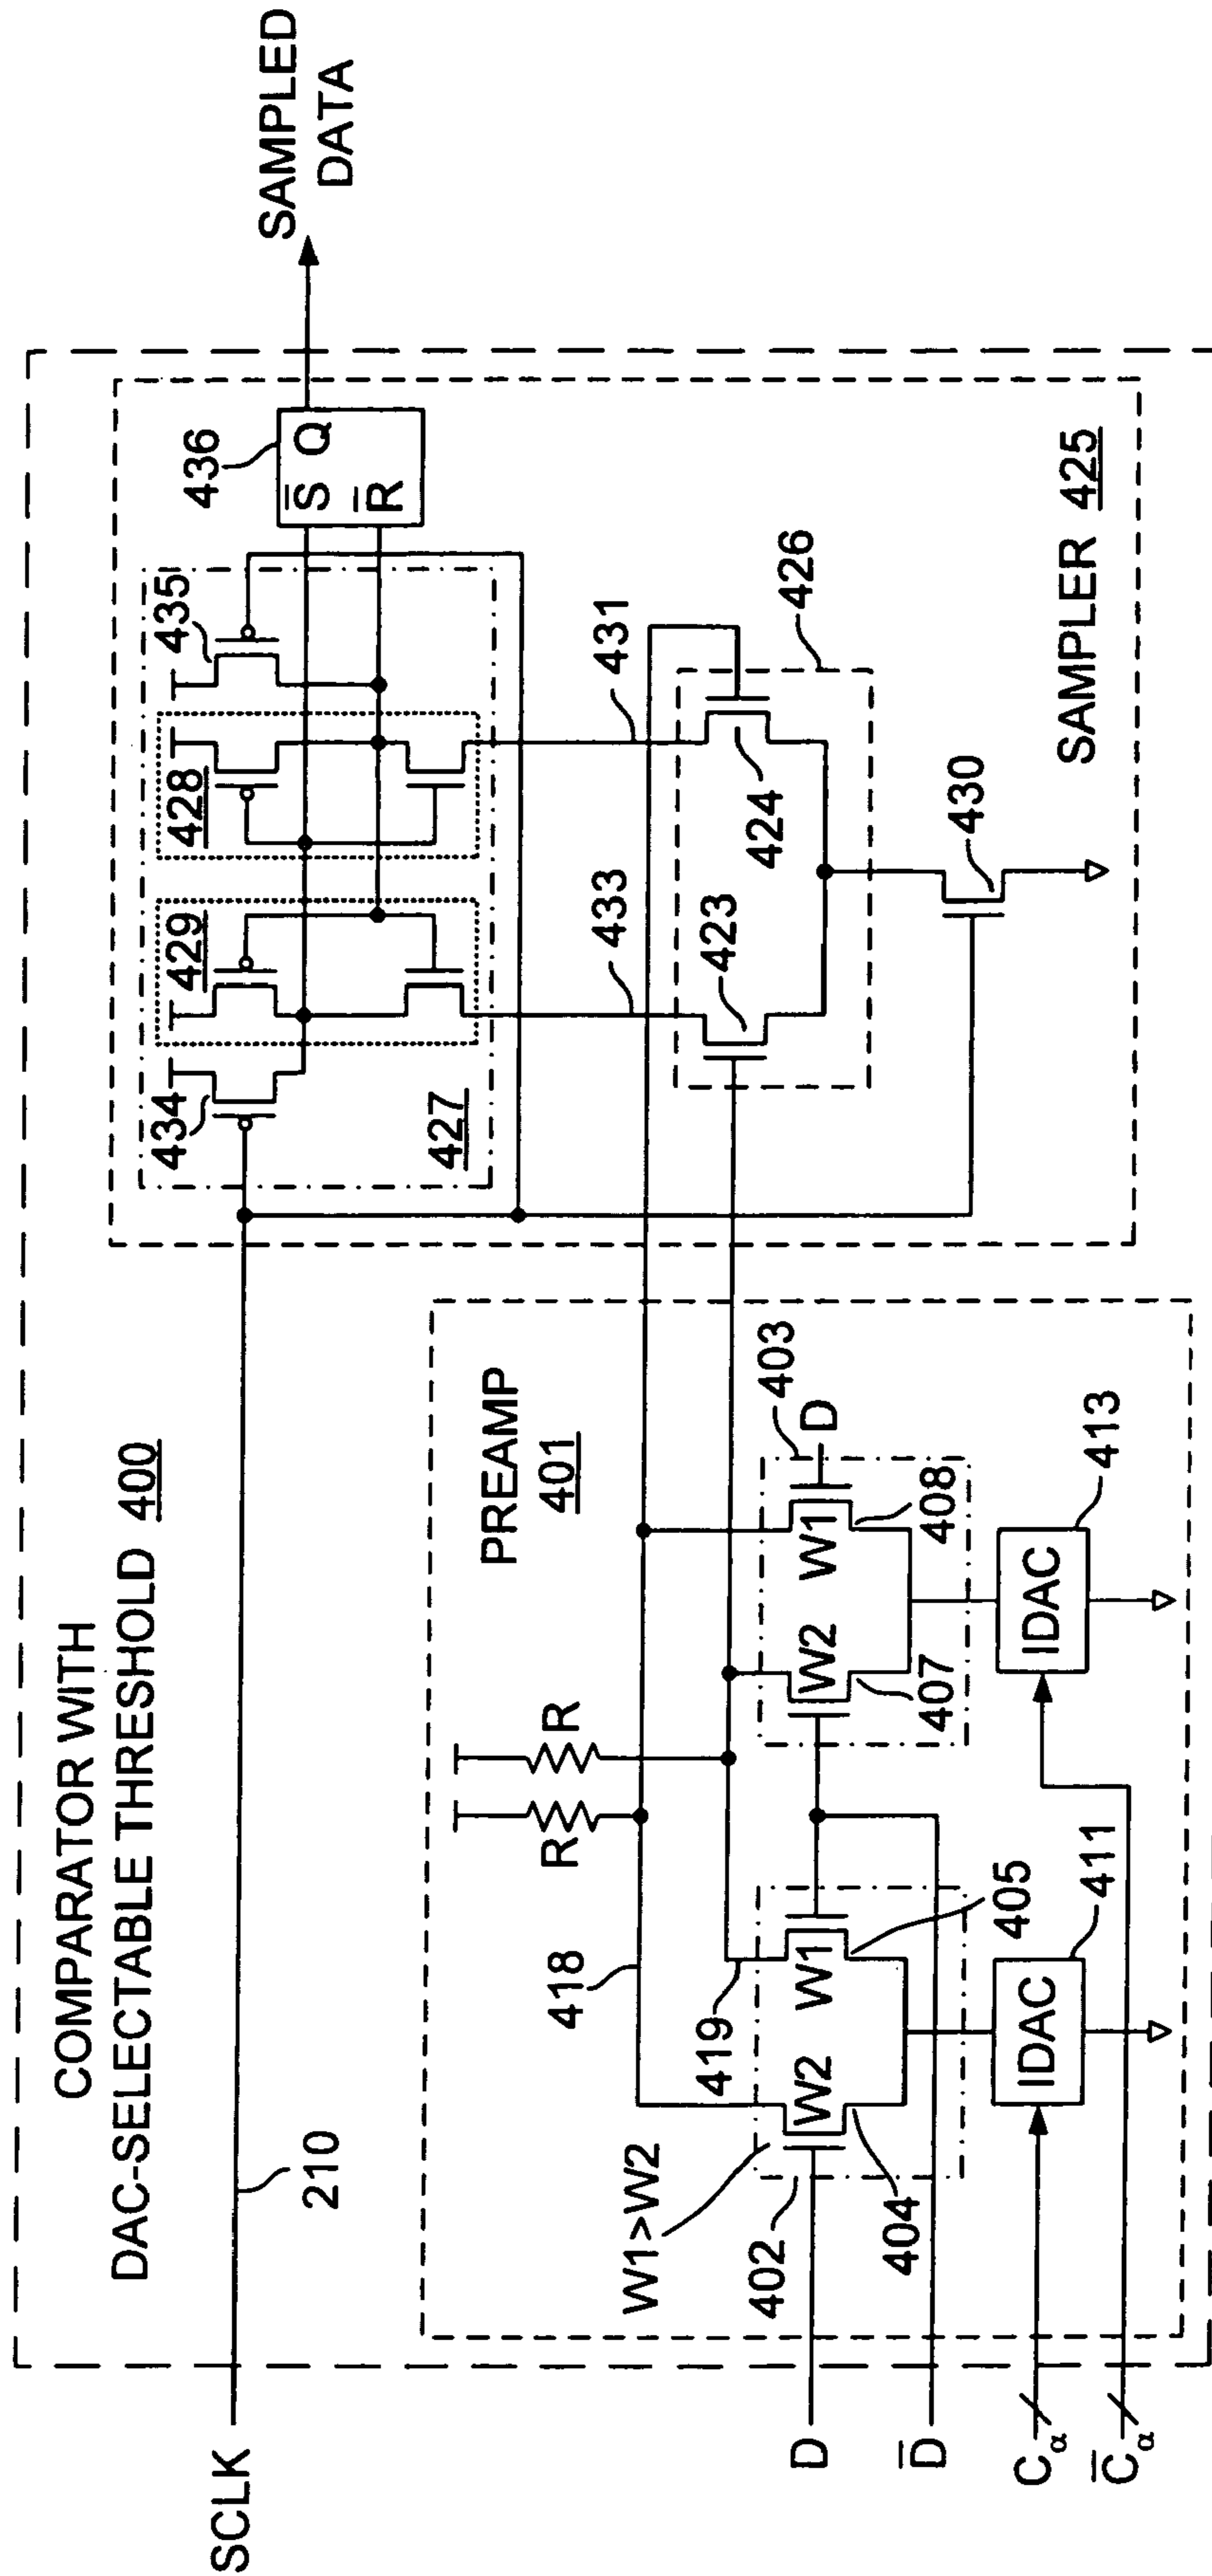 COMPARATOR WITH
DAC-SELECTABLE THRESHOLD 400
SCLK
210
SAMPLED
DATA
436
S̅ Q
R̅
435
428
429
434
427
431
433
426
424
423
430
SAMPLER 425
PREAMP
401
R
R
418
419
W1>W2
402
W2
W1
404
405
403
W2
W1
D
407
408
IDAC
411
IDAC
413
D
D̅
Cα
C̅α